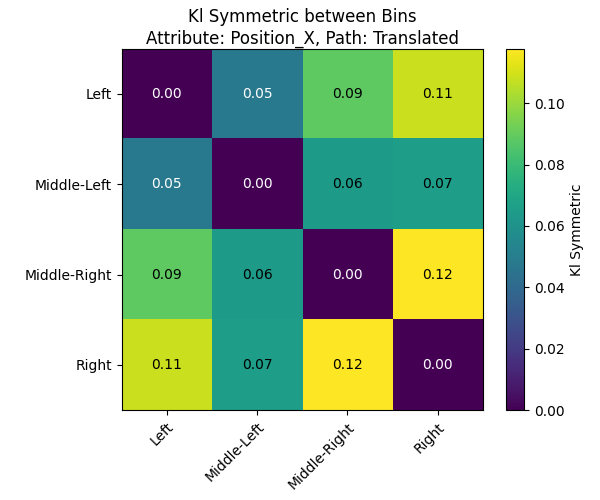 Kl Symmetric between Bins
Attribute: Position_X, Path: Translated
Left 0.00 0.05 0.09 0.11
Middle-Left 0.05 0.00 0.06 0.07
Middle-Right 0.09 0.06 0.00 0.12
Right 0.11 0.07 0.12 0.00
Left Middle-Left Middle-Right Right
0.10
0.08
0.06
0.04
0.02
0.00
Kl Symmetric